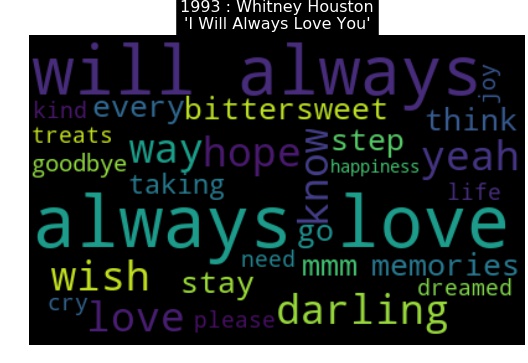 1993 : Whitney Houston
'I Will Always Love You'
will always
joy
kind every bittersweet think
treats way hope know step yeah
goodbye happiness
taking life
always love
go
need mmm memories
wish stay dreamed
cry love please darling